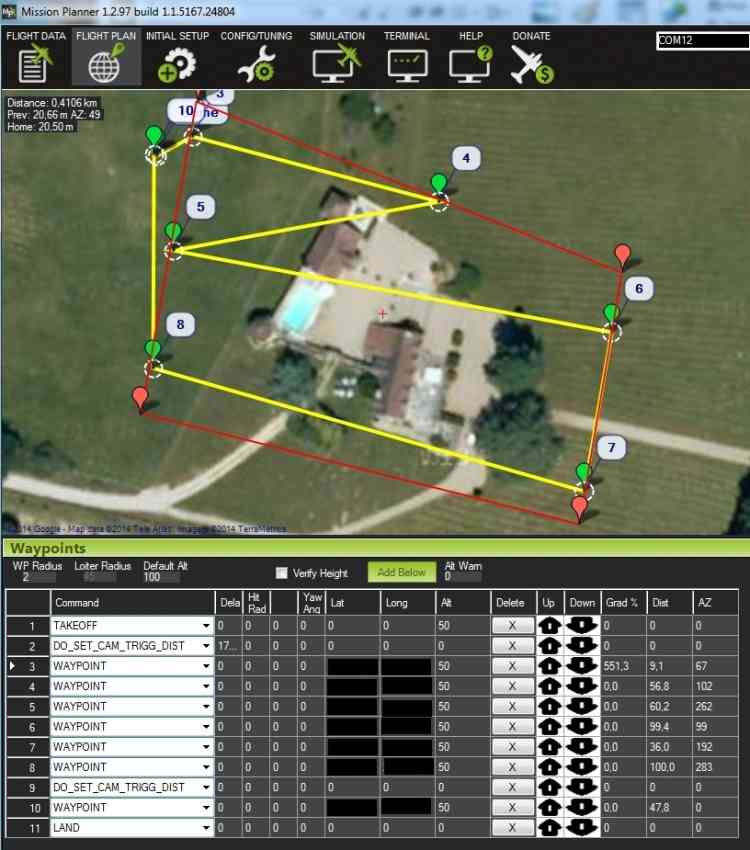 Mission Planner 1.2.97 build 1.1.5167.24804
FLIGHT DATA FLIGHT PLAN INITIAL SETUP CONFIG/TUNING SIMULATION TERMINAL HELP DONATE
COM12
Distance: 0,4106 km
Prev: 20,66 m AZ: 49
Home: 20,50 m
3
10
4
5
6
8
7
Google - Map data ©2014 Tele Atlas, Imagery ©2014 TerraMetrics
Waypoints
WP Radius Loiter Radius Default Alt Alt Warn
2 45 100 Verify Height Add Below 0
Command Dela Hit Rad Yaw Ang Lat Long Alt Delete Up Down Grad % Dist AZ
1 TAKEOFF 0 0 0 0 0 0 50 X 0 0 0
2 DO_SET_CAM_TRIGG_DIST 17... 0 0 0 0 0 0 X 0 0 0
3 WAYPOINT 0 0 0 0 50 X 551,3 9,1 67
4 WAYPOINT 0 0 0 0 50 X 0,0 56,8 102
5 WAYPOINT 0 0 0 0 50 X 0,0 60,2 262
6 WAYPOINT 0 0 0 0 50 X 0,0 99,4 99
7 WAYPOINT 0 0 0 0 50 X 0,0 36,0 192
8 WAYPOINT 0 0 0 0 50 X 0,0 100,0 283
9 DO_SET_CAM_TRIGG_DIST 0 0 0 0 0 0 0 X 0 0 0
10 WAYPOINT 0 0 0 0 50 X 0,0 47,8 0
11 LAND 0 0 0 0 0 0 0 X 0 0 0